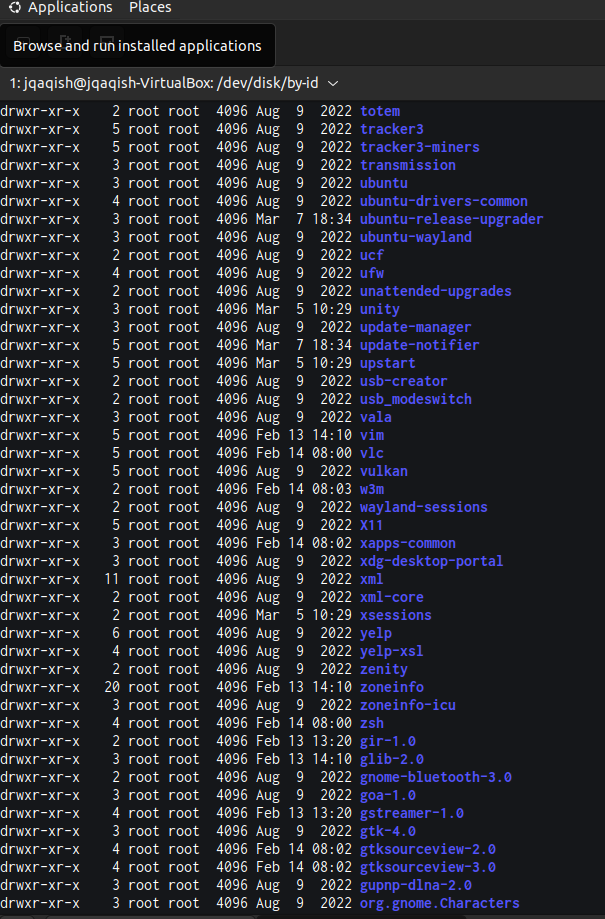 Applications Places
Browse and run installed applications
1: jqaqish@jqaqish-VirtualBox: /dev/disk/by-id
drwxr-xr-x 2 root root 4096 Aug 9 2022 totem
drwxr-xr-x 5 root root 4096 Aug 9 2022 tracker3
drwxr-xr-x 5 root root 4096 Aug 9 2022 tracker3-miners
drwxr-xr-x 3 root root 4096 Aug 9 2022 transmission
drwxr-xr-x 3 root root 4096 Aug 9 2022 ubuntu
drwxr-xr-x 4 root root 4096 Aug 9 2022 ubuntu-drivers-common
drwxr-xr-x 3 root root 4096 Mar 7 18:34 ubuntu-release-upgrader
drwxr-xr-x 3 root root 4096 Aug 9 2022 ubuntu-wayland
drwxr-xr-x 2 root root 4096 Aug 9 2022 ucf
drwxr-xr-x 4 root root 4096 Aug 9 2022 ufw
drwxr-xr-x 2 root root 4096 Aug 9 2022 unattended-upgrades
drwxr-xr-x 3 root root 4096 Mar 5 10:29 unity
drwxr-xr-x 3 root root 4096 Aug 9 2022 update-manager
drwxr-xr-x 5 root root 4096 Mar 7 18:34 update-notifier
drwxr-xr-x 5 root root 4096 Mar 5 10:29 upstart
drwxr-xr-x 2 root root 4096 Aug 9 2022 usb-creator
drwxr-xr-x 2 root root 4096 Aug 9 2022 usb_modeswitch
drwxr-xr-x 3 root root 4096 Aug 9 2022 vala
drwxr-xr-x 5 root root 4096 Feb 13 14:10 vim
drwxr-xr-x 5 root root 4096 Feb 14 08:00 vlc
drwxr-xr-x 5 root root 4096 Aug 9 2022 vulkan
drwxr-xr-x 2 root root 4096 Feb 14 08:03 w3m
drwxr-xr-x 2 root root 4096 Aug 9 2022 wayland-sessions
drwxr-xr-x 5 root root 4096 Aug 9 2022 X11
drwxr-xr-x 3 root root 4096 Feb 14 08:02 xapps-common
drwxr-xr-x 3 root root 4096 Aug 9 2022 xdg-desktop-portal
drwxr-xr-x 11 root root 4096 Aug 9 2022 xml
drwxr-xr-x 2 root root 4096 Aug 9 2022 xml-core
drwxr-xr-x 2 root root 4096 Mar 5 10:29 xsessions
drwxr-xr-x 6 root root 4096 Aug 9 2022 yelp
drwxr-xr-x 4 root root 4096 Aug 9 2022 yelp-xsl
drwxr-xr-x 2 root root 4096 Aug 9 2022 zenity
drwxr-xr-x 20 root root 4096 Feb 13 14:10 zoneinfo
drwxr-xr-x 3 root root 4096 Aug 9 2022 zoneinfo-icu
drwxr-xr-x 4 root root 4096 Feb 14 08:00 zsh
drwxr-xr-x 2 root root 4096 Feb 13 13:20 gir-1.0
drwxr-xr-x 3 root root 4096 Feb 13 14:10 glib-2.0
drwxr-xr-x 2 root root 4096 Aug 9 2022 gnome-bluetooth-3.0
drwxr-xr-x 3 root root 4096 Aug 9 2022 goa-1.0
drwxr-xr-x 4 root root 4096 Feb 13 13:20 gstreamer-1.0
drwxr-xr-x 3 root root 4096 Aug 9 2022 gtk-4.0
drwxr-xr-x 4 root root 4096 Feb 14 08:02 gtksourceview-2.0
drwxr-xr-x 4 root root 4096 Feb 14 08:02 gtksourceview-3.0
drwxr-xr-x 3 root root 4096 Aug 9 2022 gupnp-dlna-2.0
drwxr-xr-x 3 root root 4096 Aug 9 2022 org.gnome.Characters